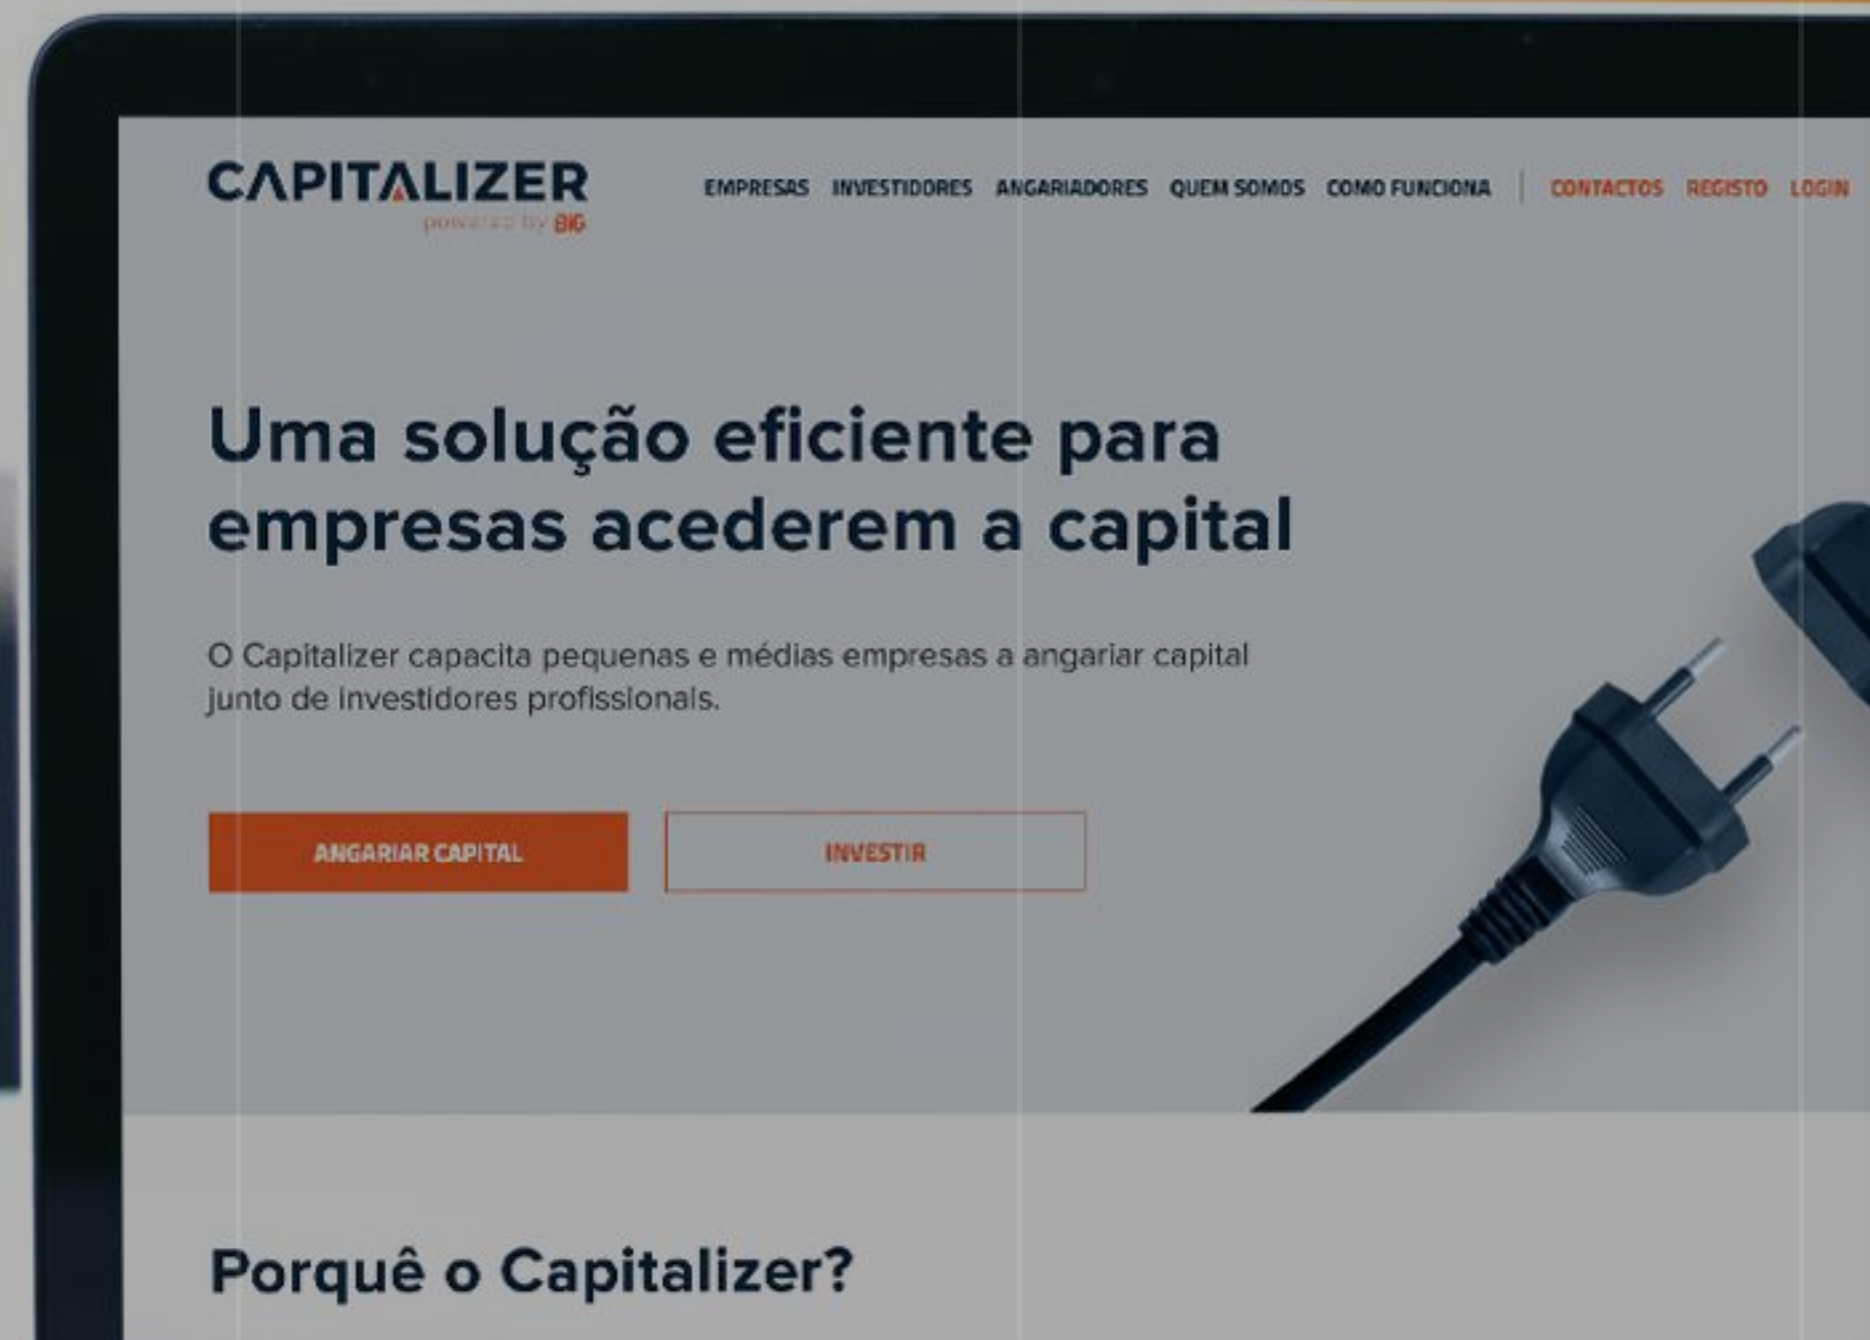 CAPITALIZER
powered by BIG
EMPRESAS INVESTIDORES ANGARIADORES QUEM SOMOS COMO FUNCIONA CONTACTOS REGISTO LOGIN
Uma solução eficiente para
empresas acederem a capital
O Capitalizer capacita pequenas e médias empresas a angariar capital
junto de investidores profissionais.
ANGARIAR CAPITAL INVESTIR
Porquê o Capitalizer?